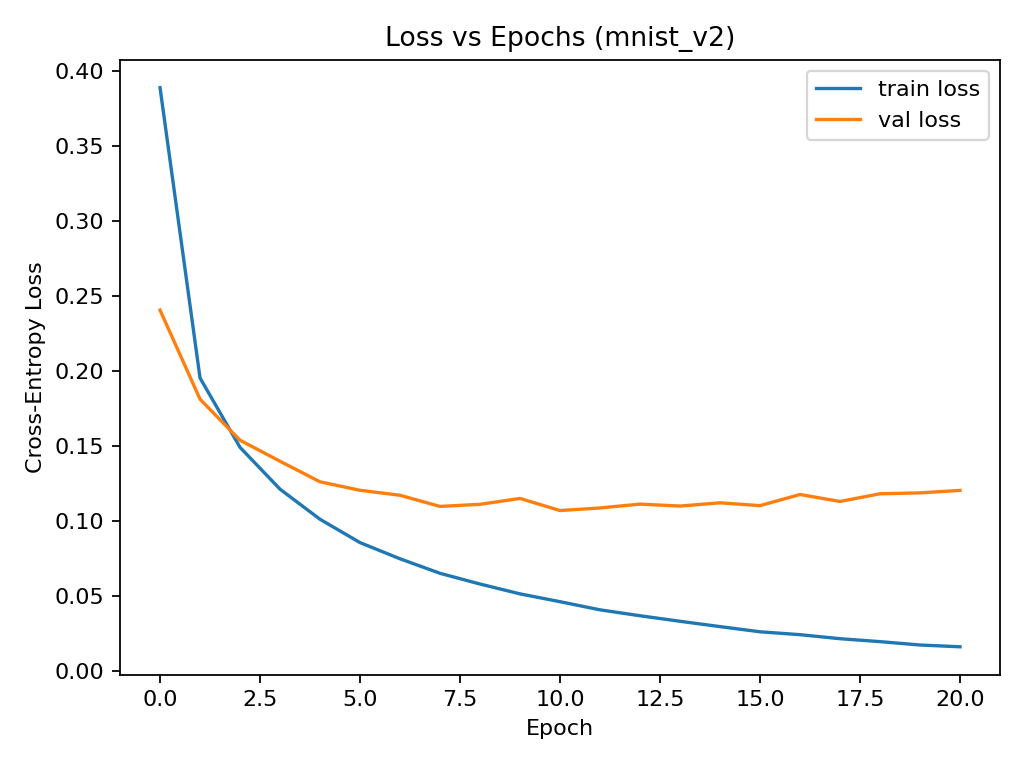 Loss vs Epochs (mnist_v2)
train loss
val loss
Cross-Entropy Loss
0.40
0.35
0.30
0.25
0.20
0.15
0.10
0.05
0.00
0.0 2.5 5.0 7.5 10.0 12.5 15.0 17.5 20.0
Epoch